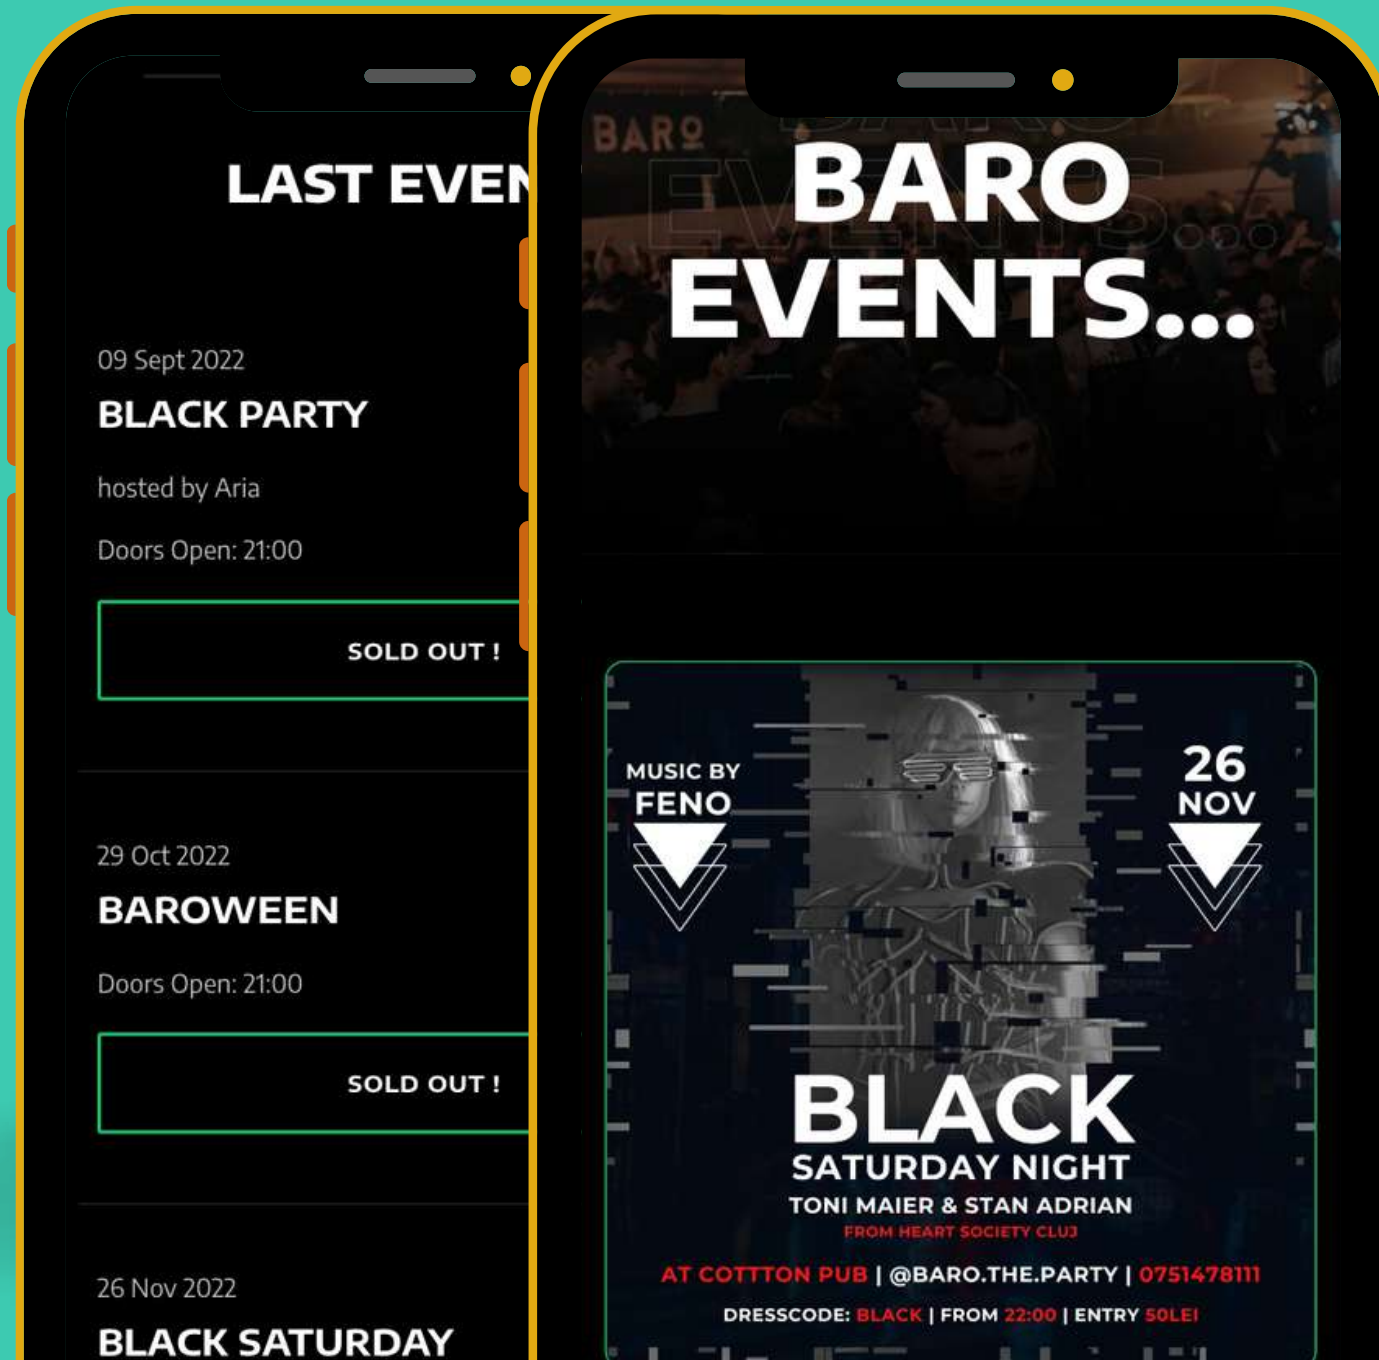 LAST EVEN
09 Sept 2022
BLACK PARTY
hosted by Aria
Doors Open: 21:00
SOLD OUT !
29 Oct 2022
BAROWEEN
Doors Open: 21:00
SOLD OUT !
26 Nov 2022
BLACK SATURDAY
BARO
BARO
EVENTS...
EVENTS...
MUSIC BY
FENO
26
NOV
BLACK
SATURDAY NIGHT
TONI MAIER & STAN ADRIAN
FROM HEART SOCIETY CLUJ
AT COTTTON PUB | @BARO.THE.PARTY | 0751478111
DRESSCODE: BLACK | FROM 22:00 | ENTRY 50LEI